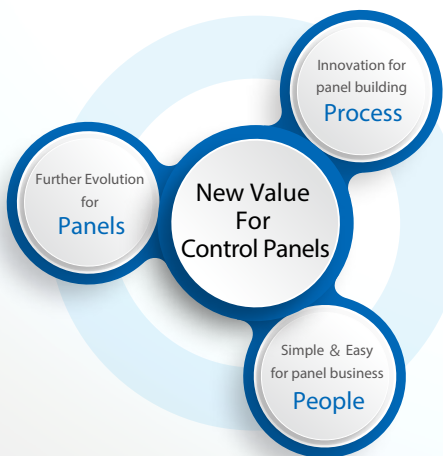 Innovation for
panel building
Process
Further Evolution
for
Panels
New Value
For
Control Panels
Simple & Easy
for panel business
People